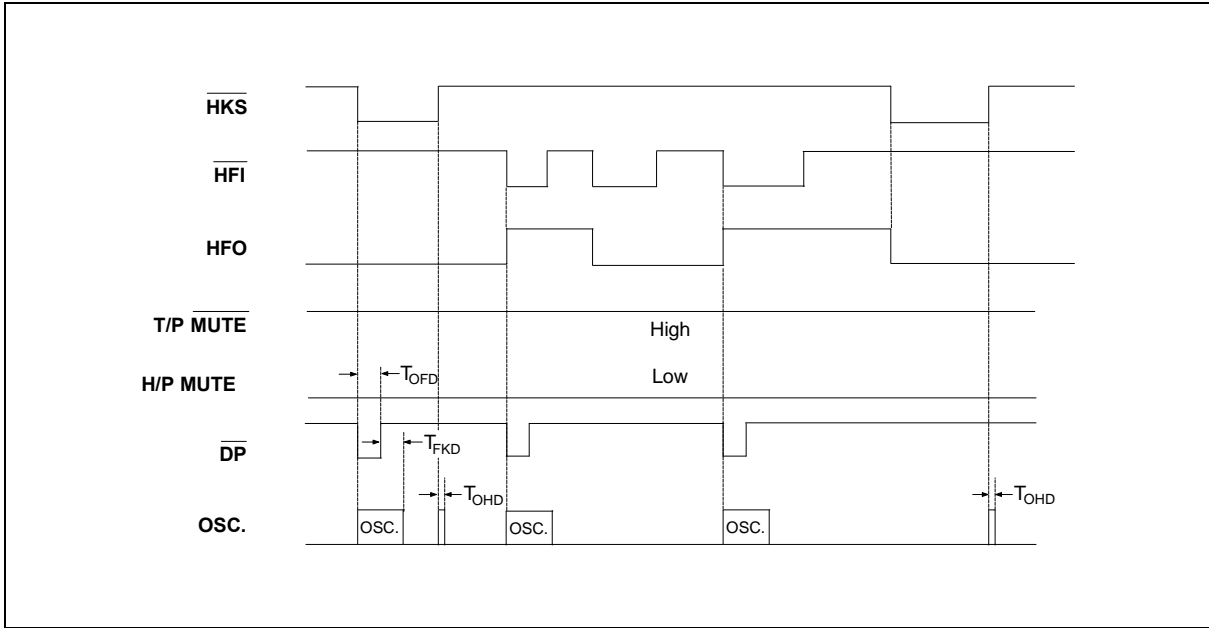 HKS
HFI
HFO
T/P MUTE
High
H/P MUTE
TOFD
Low
DP
TFKD
TOHD
TOHD
OSC.
OSC.
OSC.
OSC.